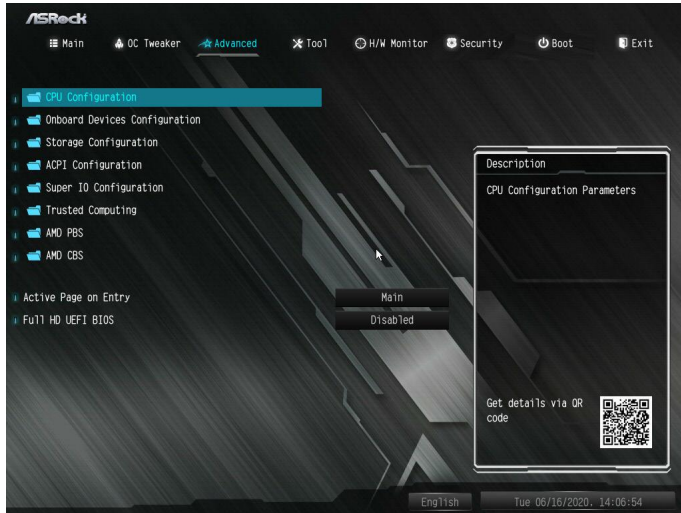 ASRock
Main OC Tweaker Advanced Tool H/W Monitor Security Boot Exit
CPU Configuration
Onboard Devices Configuration
Storage Configuration
ACPI Configuration
Super IO Configuration
Trusted Computing
AMD PBS
AMD CBS
Active Page on Entry Main
Full HD UEFI BIOS Disabled
Description
CPU Configuration Parameters
Get details via QR
code
English Tue 06/16/2020. 14:06:54